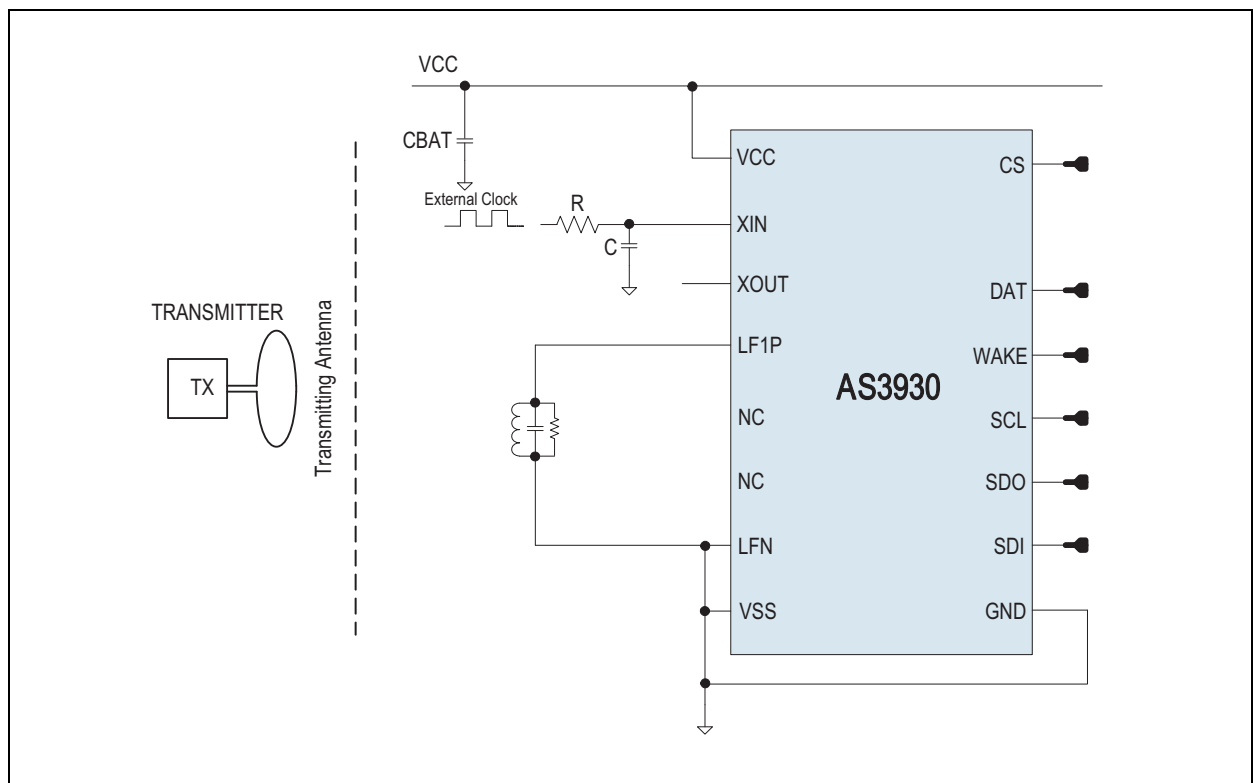 VCC
CBAT
External Clock
R
C
TRANSMITTER
TX
Transmitting Antenna
VCC
XIN
XOUT
LF1P
NC
NC
LFN
VSS
AS3930
CS
DAT
WAKE
SCL
SDO
SDI
GND